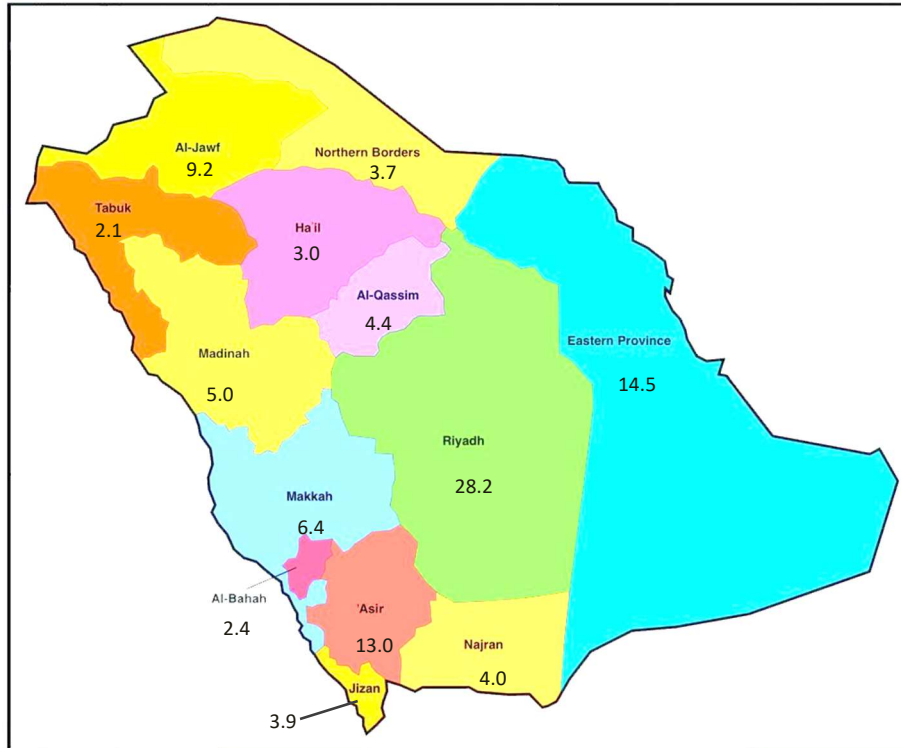 Al-Jawf
9.2
Northern Borders
3.7
Tabuk
2.1
Ha'il
3.0
Al-Qassim
4.4
Madinah
5.0
Eastern Province
14.5
Riyadh
28.2
Makkah
6.4
Al-Bahah
2.4
'Asir
13.0
Najran
4.0
Jizan
3.9